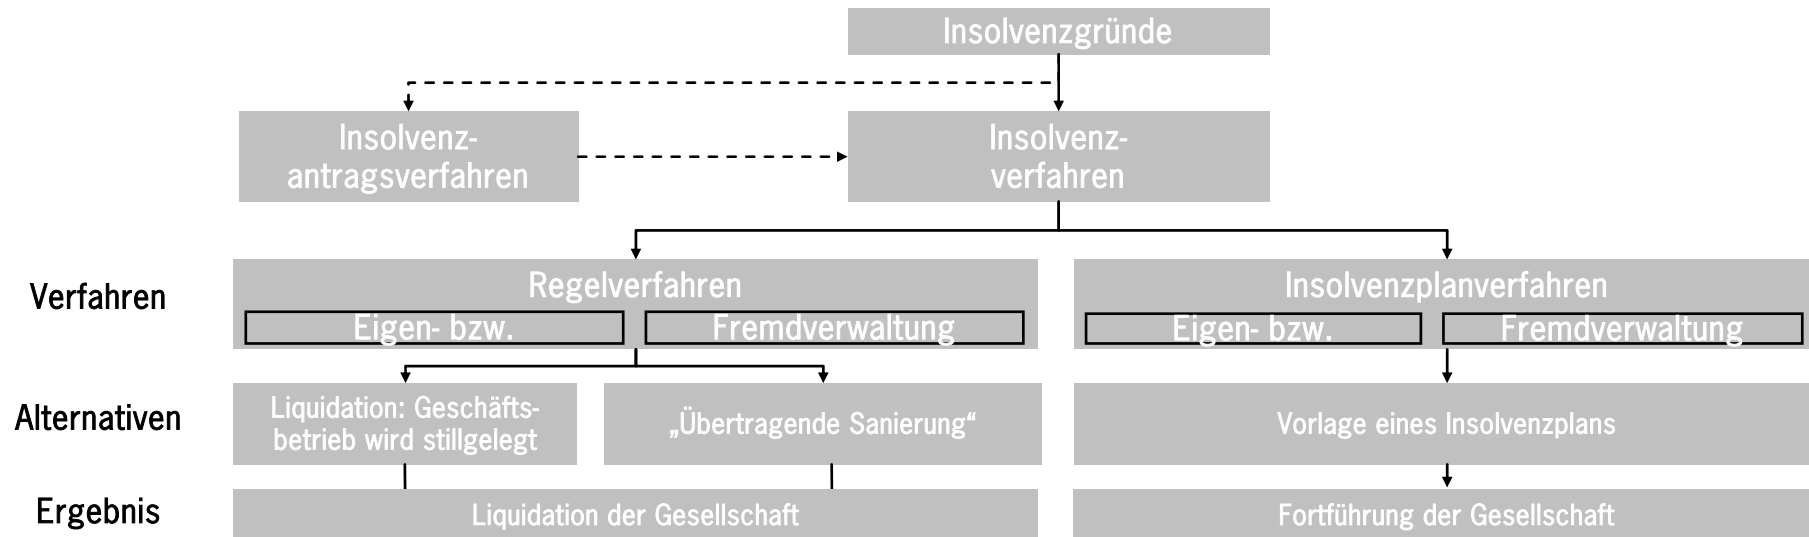 Insolvenzgründe
Insolvenz-
antragsverfahren
Insolvenz-
verfahren
Verfahren
Regelverfahren
Eigen- bzw.
Fremdverwaltung
Insolvenzplanverfahren
Eigen- bzw.
Fremdverwaltung
Alternativen
Liquidation: Geschäfts-
betrieb wird stillgelegt
„Übertragende Sanierung“
Vorlage eines Insolvenzplans
Ergebnis
Liquidation der Gesellschaft
Fortführung der Gesellschaft